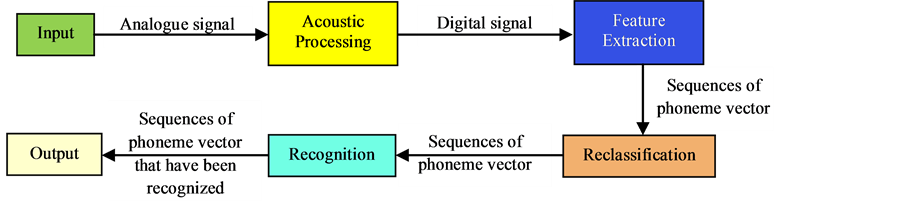 Input
Analogue signal
Acoustic
Processing
Digital signal
Feature
Extraction
Sequences of
phoneme vector
Reclassification
Sequences of
phoneme vector
Recognition
Sequences of
phoneme vector
that have been
recognized
Output